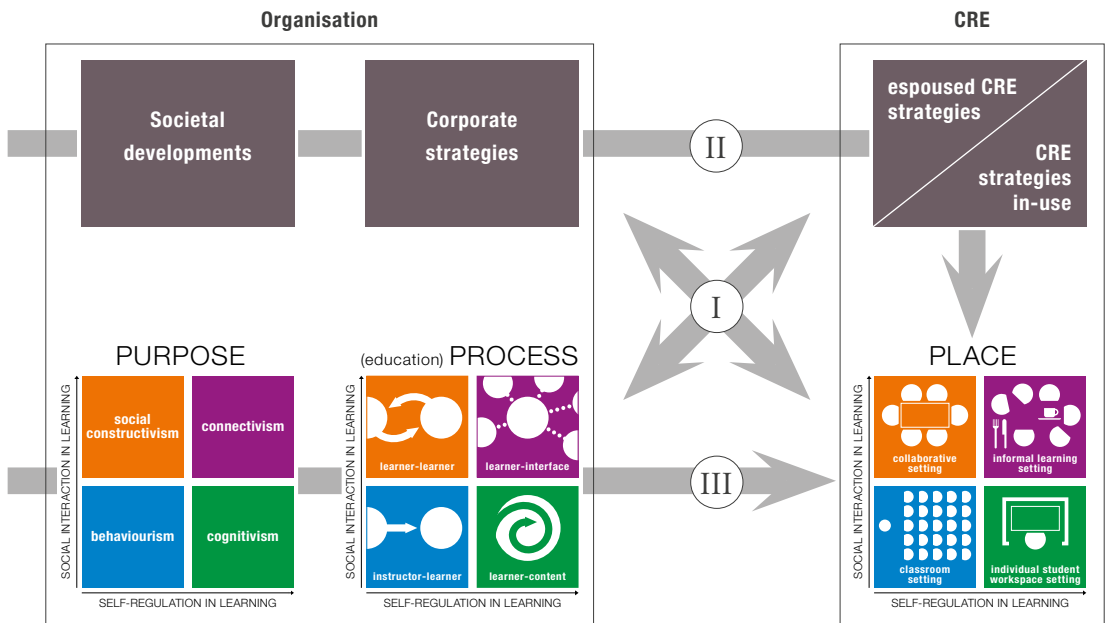 Organisation
CRE
Societal
developments
Corporate
strategies
II
espoused CRE
strategies
CRE
strategies
in-use
I
PURPOSE
(education) PROCESS
PLACE
SOCIAL INTERACTION IN LEARNING
social
constructivism
connectivism
behaviourism
cognitivism
SELF-REGULATION IN LEARNING
SOCIAL INTERACTION IN LEARNING
learner-learner
learner-interface
instructor-learner
learner-content
SELF-REGULATION IN LEARNING
III
SOCIAL INTERACTION IN LEARNING
collaborative
setting
informal learning
setting
classroom
setting
individual student
workspace setting
SELF-REGULATION IN LEARNING